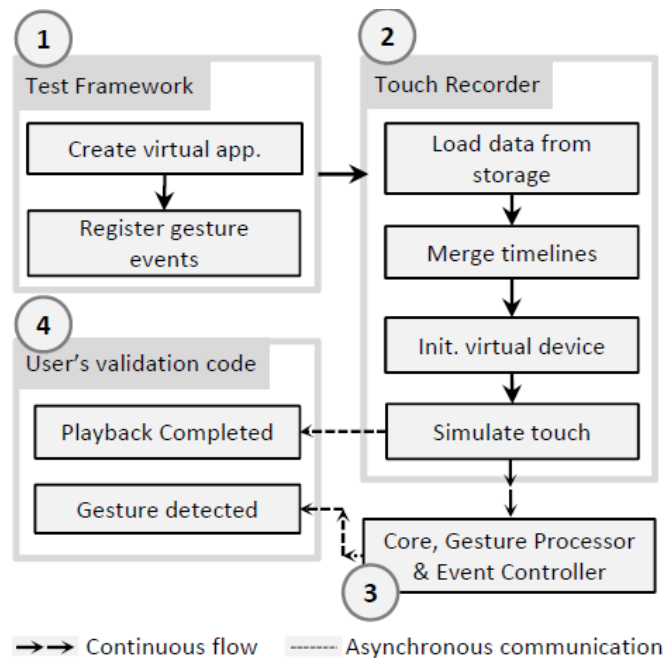 1
Test Framework
Create virtual app.
Register gesture
events
2
Touch Recorder
Load data from
storage
Merge timelines
Init. virtual device
Simulate touch
3
Core, Gesture Processor
& Event Controller
4
User's validation code
Playback Completed
Gesture detected
Continuous flow
Asynchronous communication